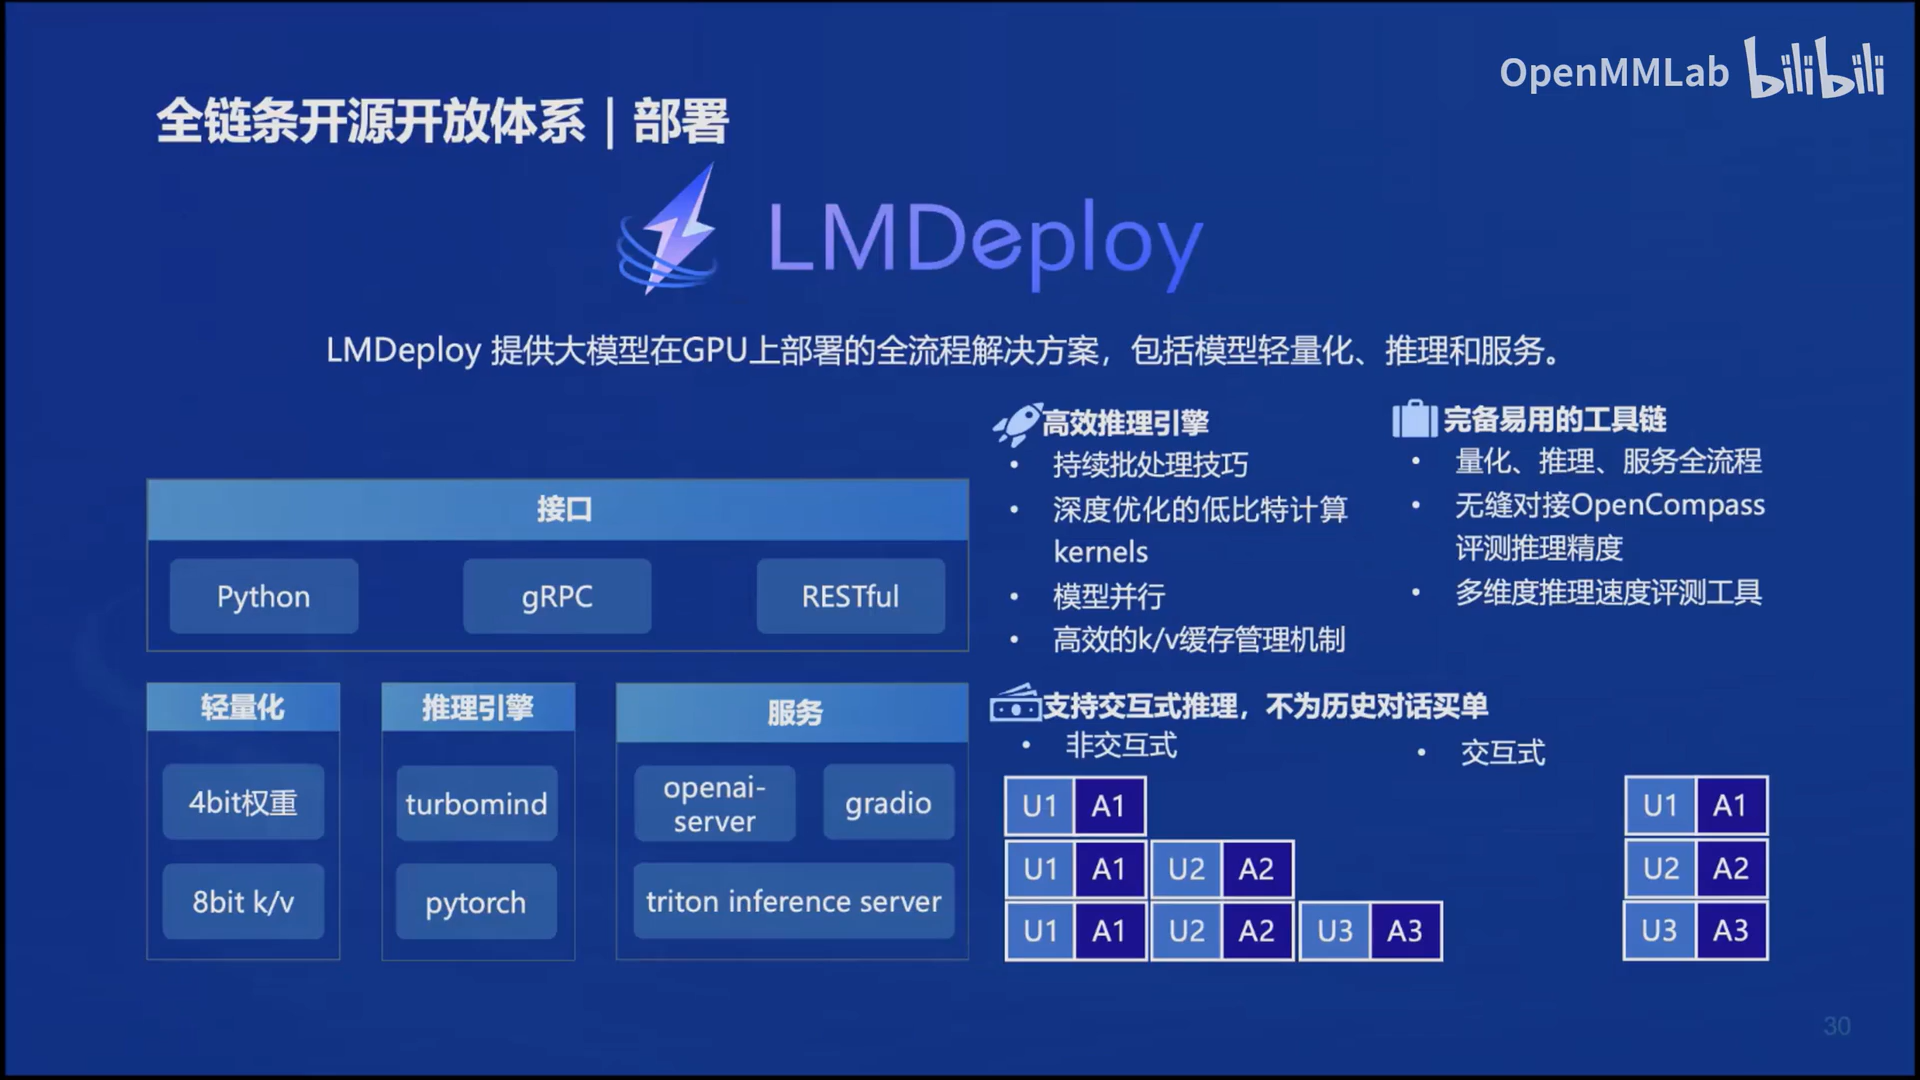 OpenMMLab bilibili
全链条开源开放体系 | 部署
LMDeploy
LMDeploy 提供大模型在GPU上部署的全流程解决方案，包括模型轻量化、推理和服务。
接口
Python
gRPC
RESTful
轻量化
4bit权重
8bit k/v
推理引擎
turbomind
pytorch
服务
openai-
server
gradio
triton inference server
高效推理引擎
• 持续批处理技巧
• 深度优化的低比特计算
kernels
• 模型并行
• 高效的k/v缓存管理机制
完备易用的工具链
• 量化、推理、服务全流程
• 无缝对接OpenCompass
评测推理精度
• 多维度推理速度评测工具
支持交互式推理，不为历史对话买单
• 非交互式
U1 A1
U1 A1 U2 A2
U1 A1 U2 A2 U3 A3
• 交互式
U1 A1
U2 A2
U3 A3
30